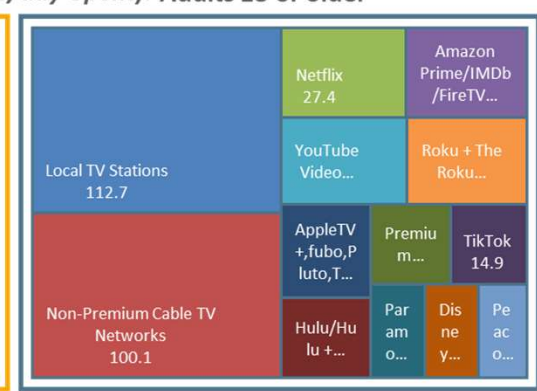 Adults 25 or Older
Local TV Stations
112.7
Non-Premium Cable TV
Networks
100.1
Netflix
27.4
Amazon
Prime/IMDb
/FireTV...
YouTube
Video...
Roku + The
Roku...
AppleTV
+,fubo,P
luto,T...
Premiu
m...
TikTok
14.9
Hulu/Hu
lu +...
Par
am
o...
Dis
ne
y...
Pe
ac
o...